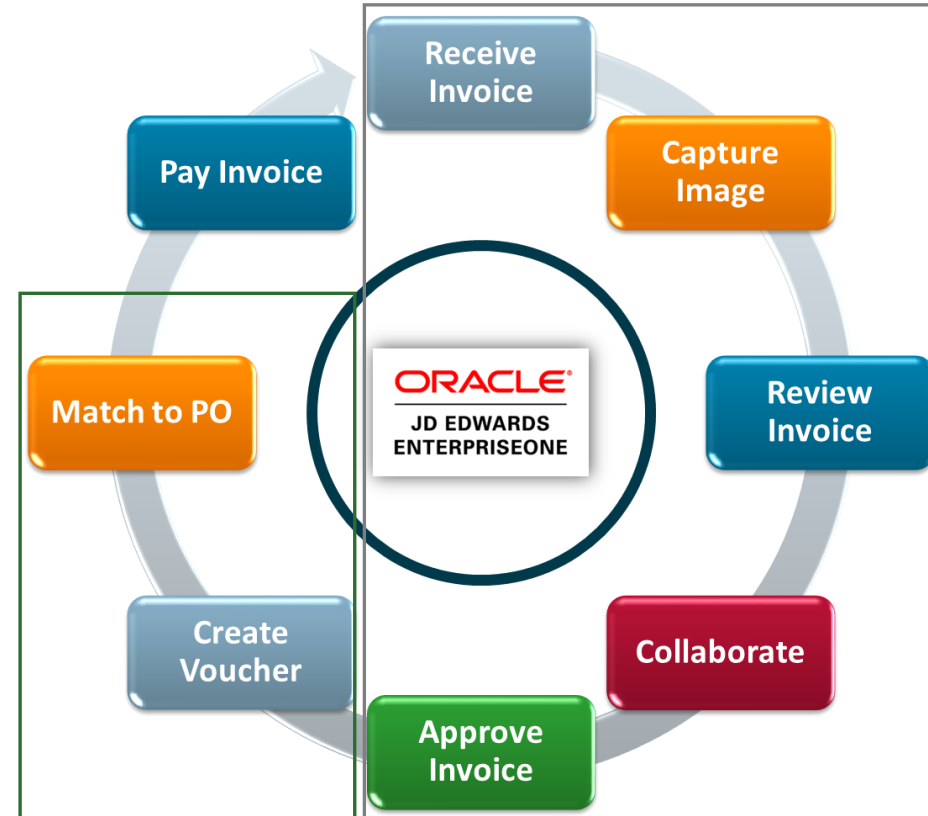 Receive
Invoice
Capture
Image
Review
Invoice
Collaborate
Approve
Invoice
Create
Voucher
Match to PO
Pay Invoice
ORACLE®
JD EDWARDS
ENTERPRISEONE